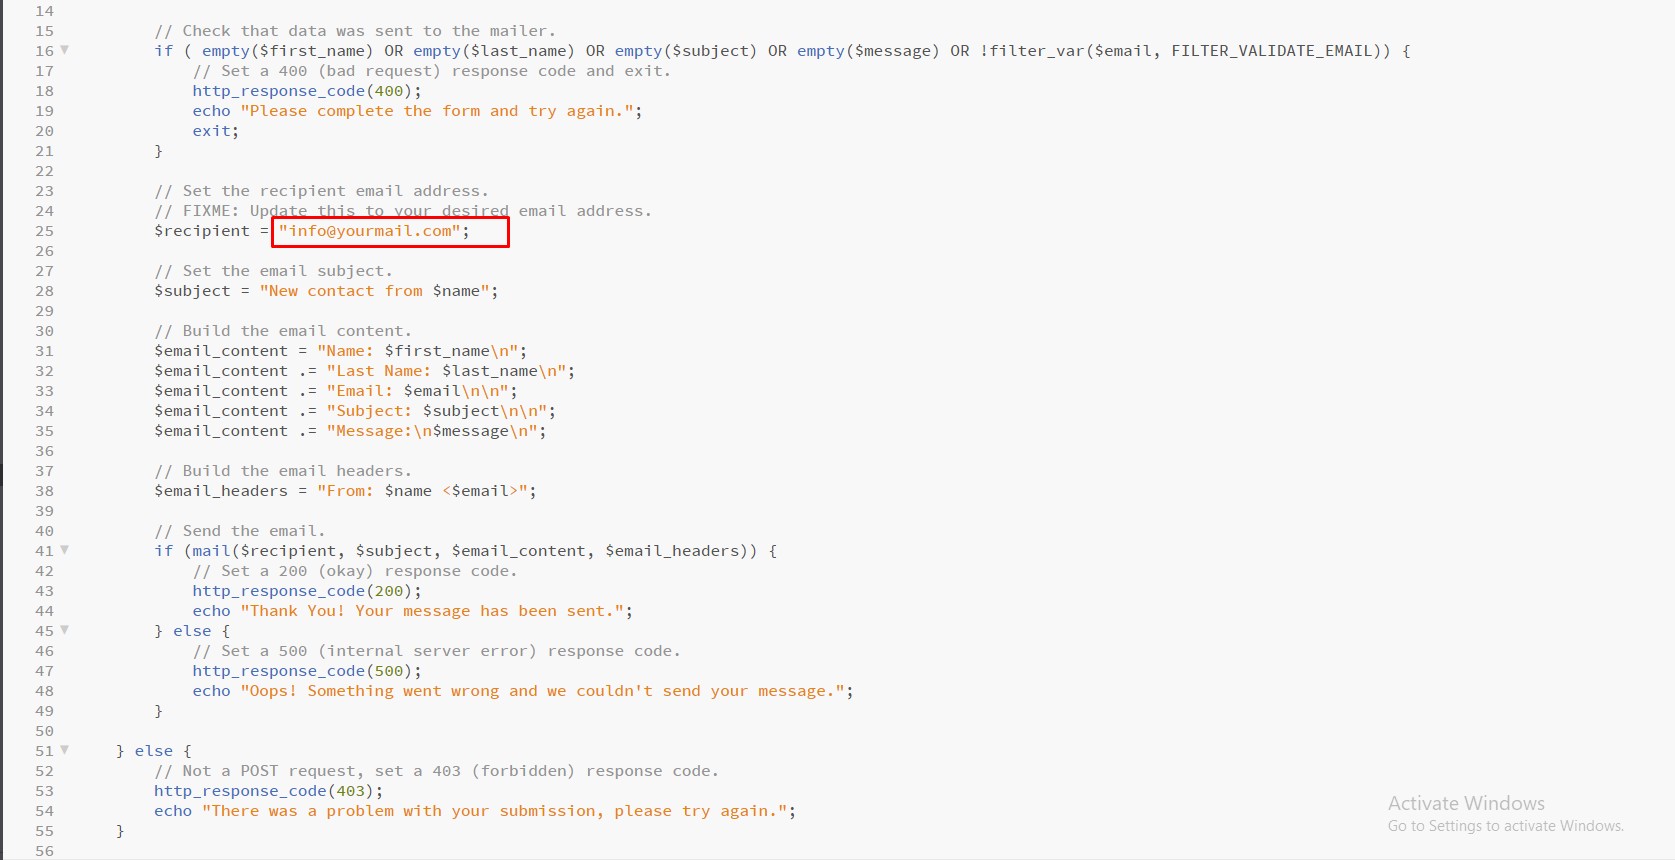 14
15 // Check that data was sent to the mailer.
16 if ( empty($first_name) OR empty($last_name) OR empty($subject) OR empty($message) OR !filter_var($email, FILTER_VALIDATE_EMAIL)) {
17 // Set a 400 (bad request) response code and exit.
18 http_response_code(400);
19 echo "Please complete the form and try again.";
20 exit;
21 }
22
23 // Set the recipient email address.
24 // FIXME: Update this to your desired email address.
25 $recipient = "info@yourmail.com";
26
27 // Set the email subject.
28 $subject = "New contact from $name";
29
30 // Build the email content.
31 $email_content = "Name: $first_name\n";
32 $email_content .= "Last Name: $last_name\n";
33 $email_content .= "Email: $email\n\n";
34 $email_content .= "Subject: $subject\n\n";
35 $email_content .= "Message:\n$message\n";
36
37 // Build the email headers.
38 $email_headers = "From: $name <$email>";
39
40 // Send the email.
41 if (mail($recipient, $subject, $email_content, $email_headers)) {
42 // Set a 200 (okay) response code.
43 http_response_code(200);
44 echo "Thank You! Your message has been sent.";
45 } else {
46 // Set a 500 (internal server error) response code.
47 http_response_code(500);
48 echo "Oops! Something went wrong and we couldn't send your message.";
49 }
50
51 } else {
52 // Not a POST request, set a 403 (forbidden) response code.
53 http_response_code(403);
54 echo "There was a problem with your submission, please try again.";
55 }
56
Activate Windows
Go to Settings to activate Windows.